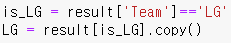 is_LG = result['Team']=='LG'
LG = result[is_LG].copy()